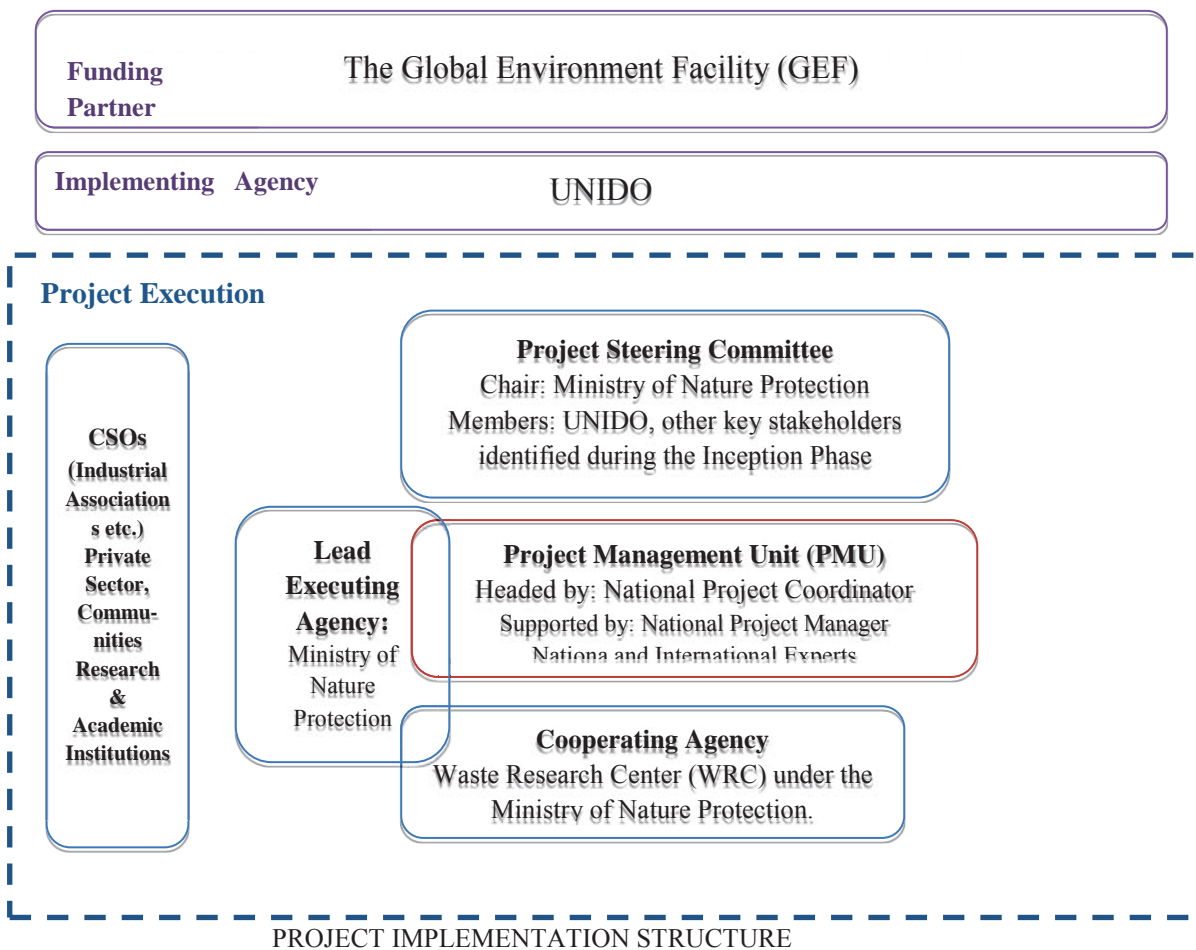 Funding
Partner
The Global Environment Facility (GEF)
Implementing Agency
UNIDO
Project Execution
CSOs
(Industrial
Association
s etc.)
Private
Sector,
Commu-
nities
Research
&
Academic
Institutions
Project Steering Committee
Chair: Ministry of Nature Protection
Members: UNIDO, other key stakeholders
identified during the Inception Phase
Lead
Executing
Agency:
Ministry of
Nature
Protection
Project Management Unit (PMU)
Headed by: National Project Coordinator
Supported by: National Project Manager
Nationa and International Experts
Cooperating Agency
Waste Research Center (WRC) under the
Ministry of Nature Protection.
PROJECT IMPLEMENTATION STRUCTURE